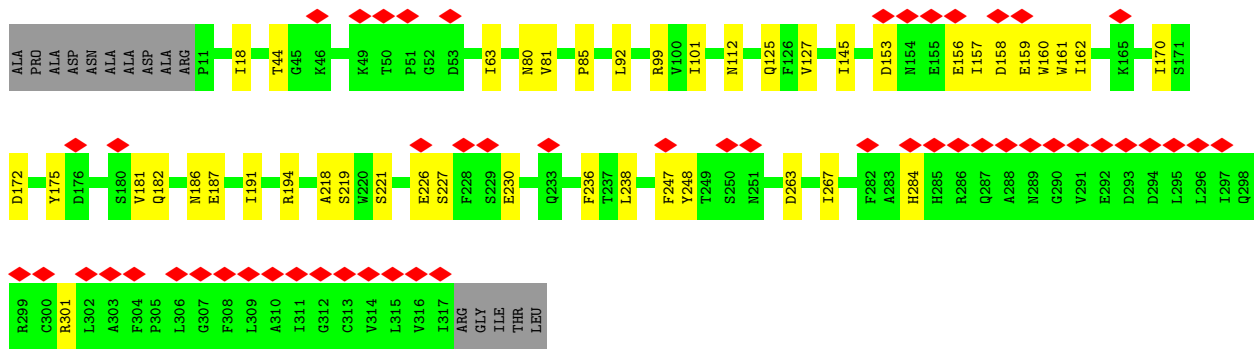 ALA PRO ALA ASP ASN ALA ALA ASP ALA ARG P11 I18 T44 G45 K46 K49 T50 P51 G52 D53 I63 N80 V81 P85 L92 R99 V100 I101 N112 Q125 F126 V127 I145 D153 N154 E155 E156 I157 D158 E159 W160 W161 I162 K165 I170 S171
D172 Y175 D176 S180 V181 Q182 N186 E187 I191 R194 A218 S219 W220 S221 E226 S227 F228 S229 E230 Q233 F236 T237 L238 F247 Y248 T249 S250 N251 D263 I267 F282 A283 H284 H285 R286 Q287 A288 N289 G290 V291 E292 D293 D294 L295 L296 I297 Q298
R299 C300 R301 L302 A303 F304 P305 L306 G307 F308 L309 A310 I311 G312 C313 V314 L315 V316 I317 ARG GLY ILE THR LEU